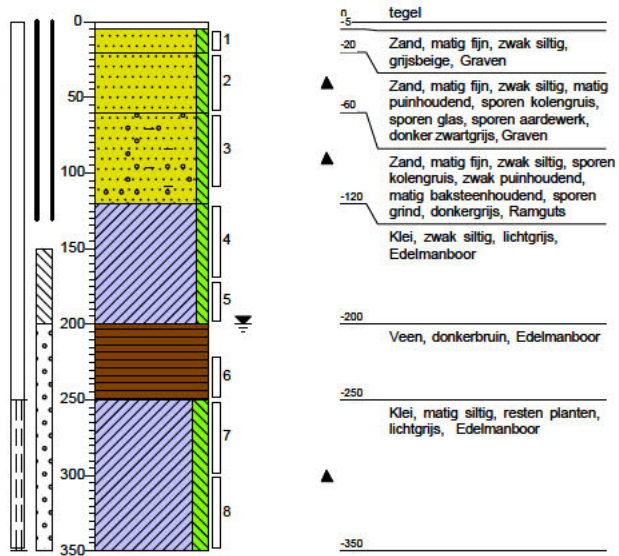 n
tegel
0
-5
1
Zand, matig fijn, zwak siltig,
grijsbeige, Graven
-20
2
50
Zand, matig fijn, zwak siltig, matig
puinhoudend, sporen kolengruis,
sporen glas, sporen aardewerk,
donker zwartgrijs, Graven
-60
3
100
Zand, matig fijn, zwak siltig, sporen
kolengruis, zwak puinhoudend,
matig baksteenhoudend, sporen
grind, donkergrijs, Ramguts
-120
4
150
Klei, zwak siltig, lichtgrijs,
Edelmanboor
5
200
-200
Veen, donkerbruin, Edelmanboor
6
250
-250
Klei, matig siltig, resten planten,
lichtgrijs, Edelmanboor
7
300
8
350
-350